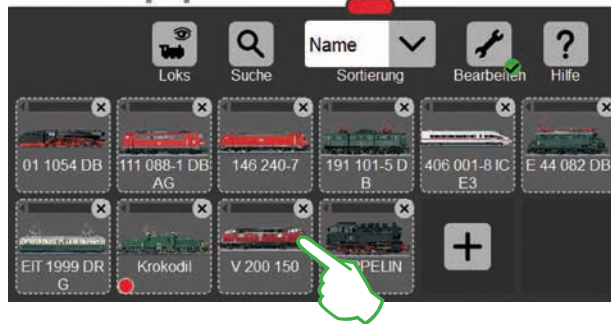 Name
Loks
Suche
Sortierung
Bearbeiten
Hilfe
01 1054 DB
111 088-1 DB
AG
146 240-7
191 101-5 D
B
406 001-8 IC
E3
E 44 082 DB
EIT 1999 DR
G
Krokodil
V 200 150
PPELIN